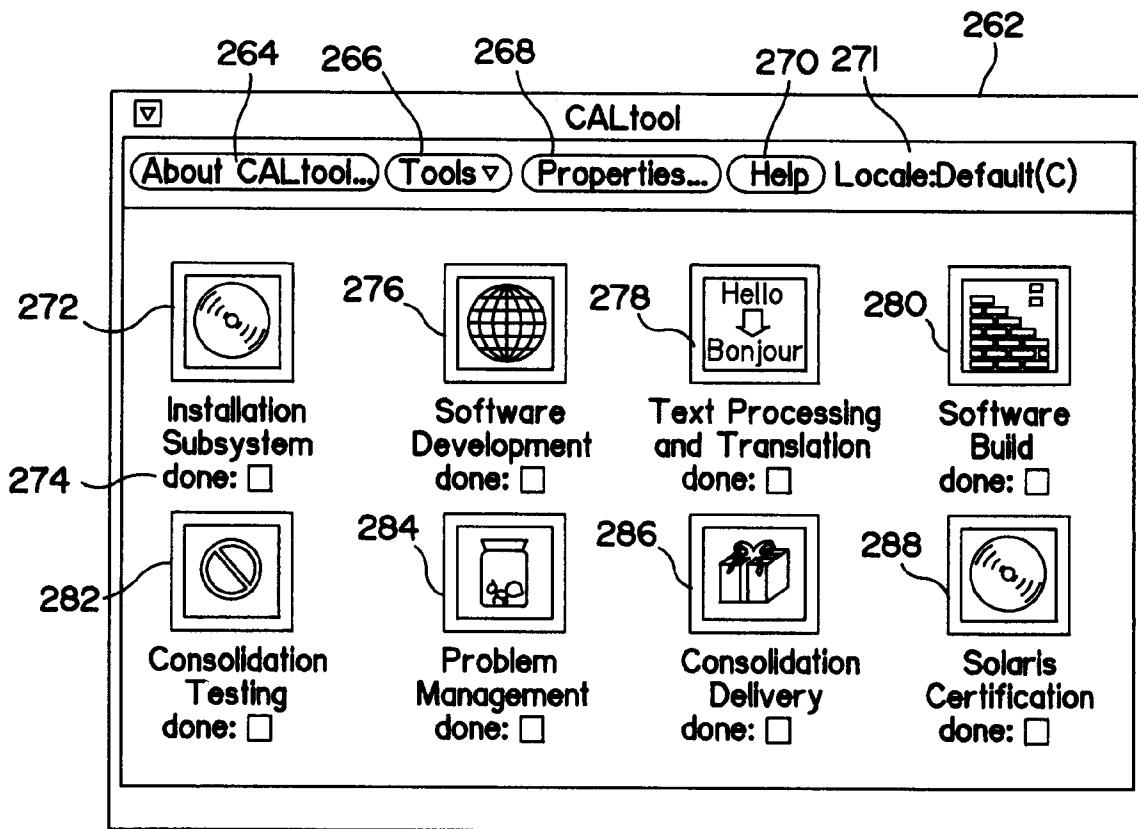 264 266 268 270 271 262
CALtool
About CALtool... Tools Properties... Help Locale:Default(C)
272 276 278 280
Hello
Bonjour
Installation Subsystem
Software Development
Text Processing and Translation
Software Build
274 done: done: done: done:
282 284 286 288
Consolidation Testing
Problem Management
Consolidation Delivery
Solaris Certification
done: done: done: done: